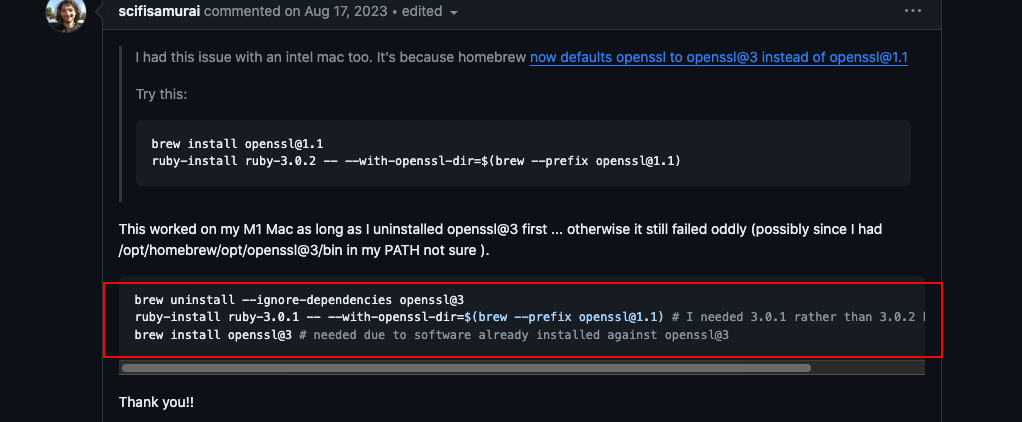 scifisamurai commented on Aug 17, 2023 • edited
I had this issue with an intel mac too. It's because homebrew now defaults openssl to openssl@3 instead of openssl@1.1
Try this:
brew install openssl@1.1
ruby-install ruby-3.0.2 -- --with-openssl-dir=$(brew --prefix openssl@1.1)
This worked on my M1 Mac as long as I uninstalled openssl@3 first ... otherwise it still failed oddly (possibly since I had
/opt/homebrew/opt/openssl@3/bin in my PATH not sure ).
brew uninstall --ignore-dependencies openssl@3
ruby-install ruby-3.0.1 -- --with-openssl-dir=$(brew --prefix openssl@1.1) # I needed 3.0.1 rather than 3.0.2
brew install openssl@3 # needed due to software already installed against openssl@3
Thank you!!